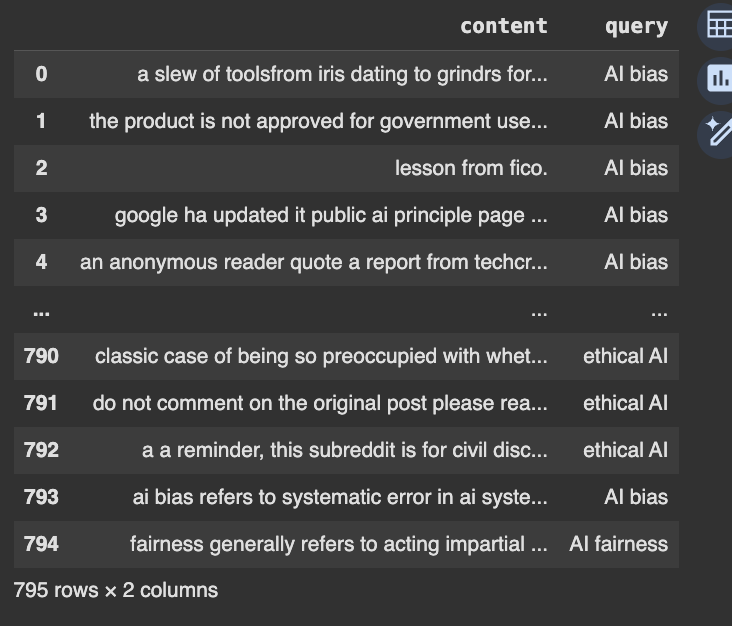 content query
0 a slew of toolsfrom iris dating to grindrs for... AI bias
1 the product is not approved for government use... AI bias
2 lesson from fico. AI bias
3 google ha updated it public ai principle page ... AI bias
4 an anonymous reader quote a report from techcr... AI bias
... ... ...
790 classic case of being so preoccupied with whet... ethical AI
791 do not comment on the original post please rea... ethical AI
792 a a reminder, this subreddit is for civil disc... ethical AI
793 ai bias refers to systematic error in ai syste... AI bias
794 fairness generally refers to acting impartial ... AI fairness
795 rows × 2 columns